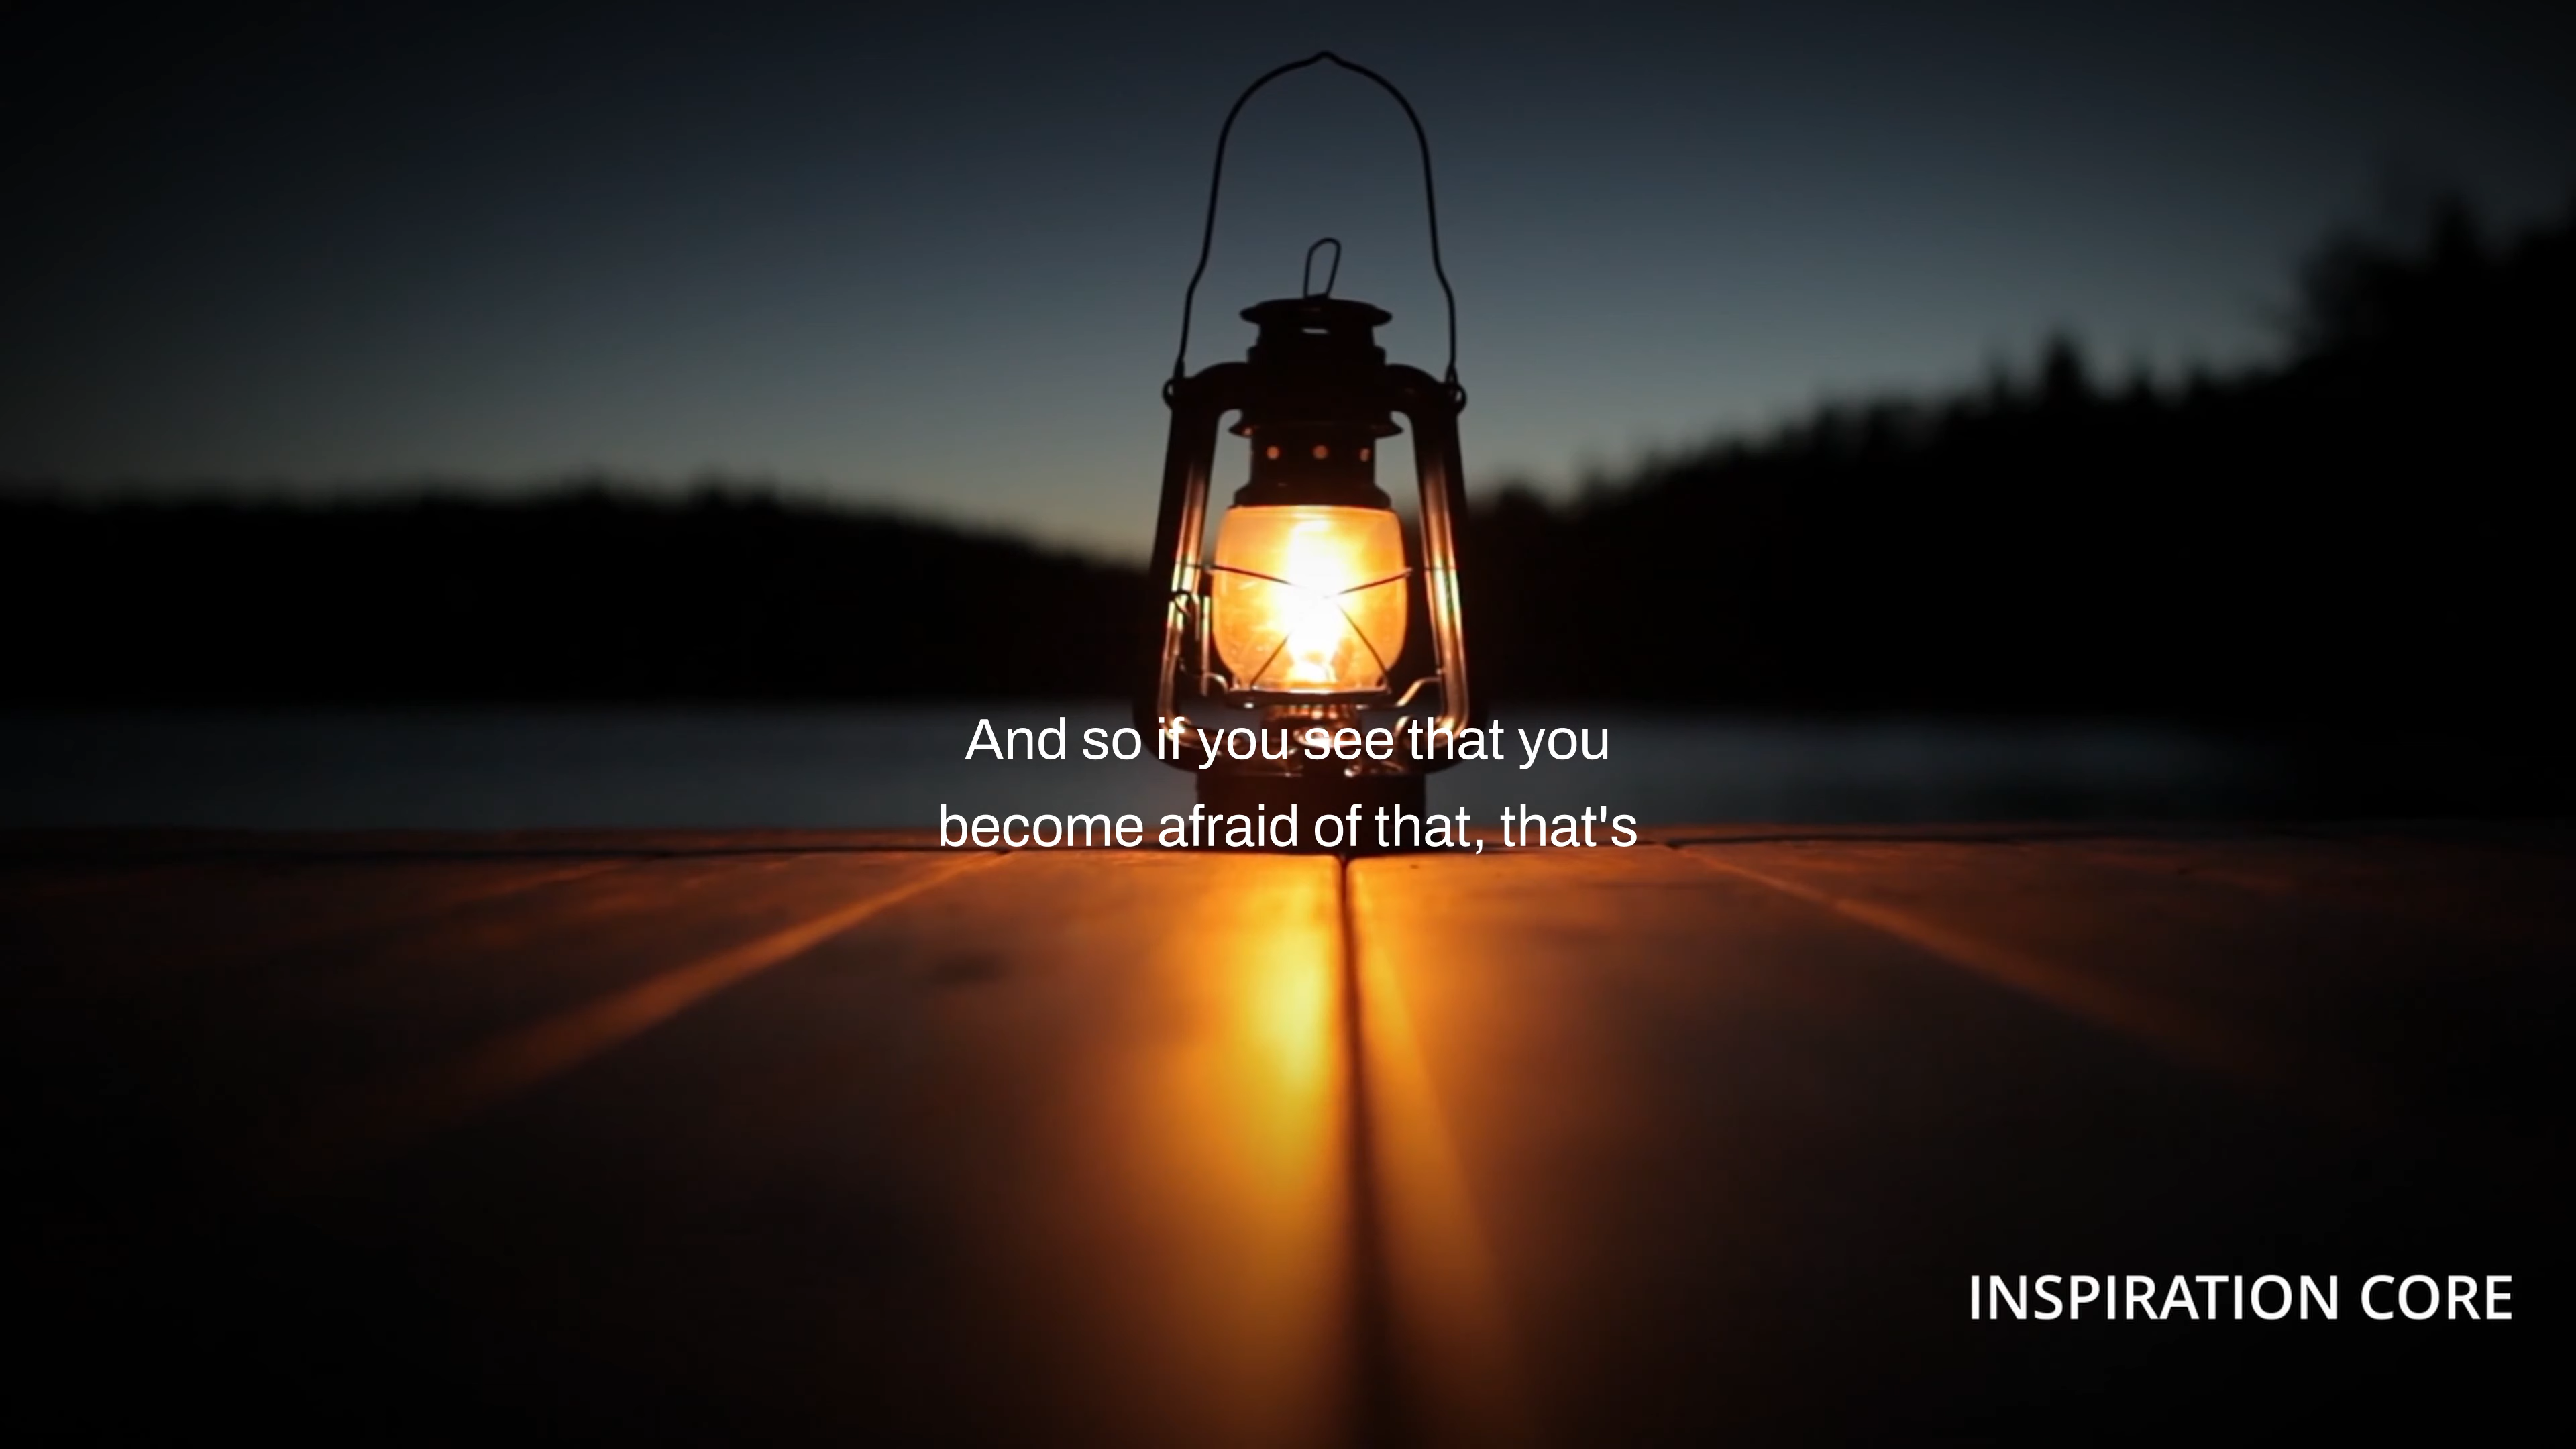 And so if you see that you
become afraid of that, that's
INSPIRATION CORE